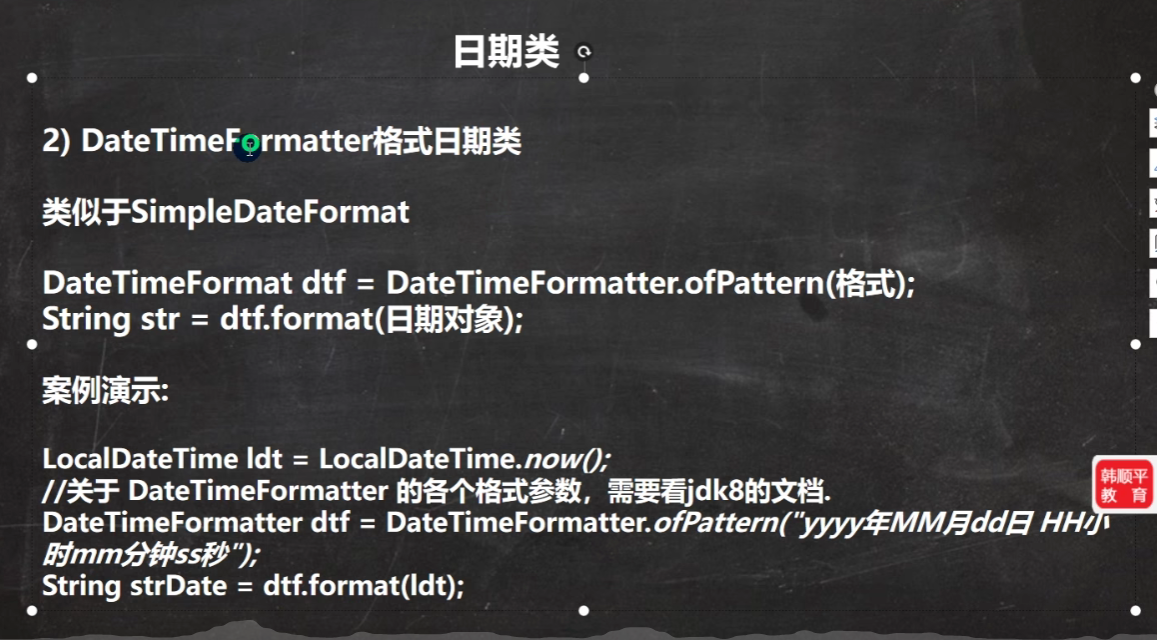 日期类
2) DateTimeFormatter格式日期类
类似于SimpleDateFormat
DateTimeFormat dtf = DateTimeFormatter.ofPattern(格式);
String str = dtf.format(日期对象);
案例演示:
LocalDateTime ldt = LocalDateTime.now();
//关于 DateTimeFormatter 的各个格式参数，需要看jdk8的文档.
DateTimeFormatter dtf = DateTimeFormatter.ofPattern("yyyy年MM月dd日 HH小
时mm分钟ss秒");
String strDate = dtf.format(ldt);
韩顺平
教 育